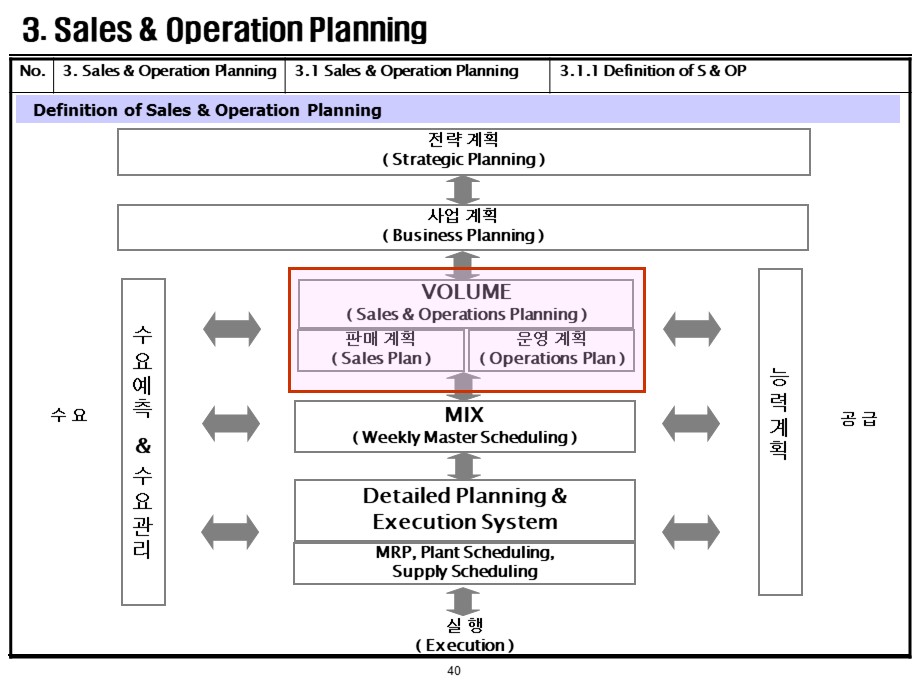 3. Sales & Operation Planning
No. 3. Sales & Operation Planning 3.1 Sales & Operation Planning 3.1.1 Definition of S & OP
Definition of Sales & Operation Planning
전략 계획
( Strategic Planning )
사업 계획
( Business Planning )
VOLUME
( Sales & Operations Planning )
판매 계획
( Sales Plan )
운영 계획
( Operations Plan )
MIX
( Weekly Master Scheduling )
Detailed Planning &
Execution System
MRP, Plant Scheduling,
Supply Scheduling
실 행
( Execution )
수 요
수
요
예
측
&
수
요
관
리
능
력
계
획
공 급
40